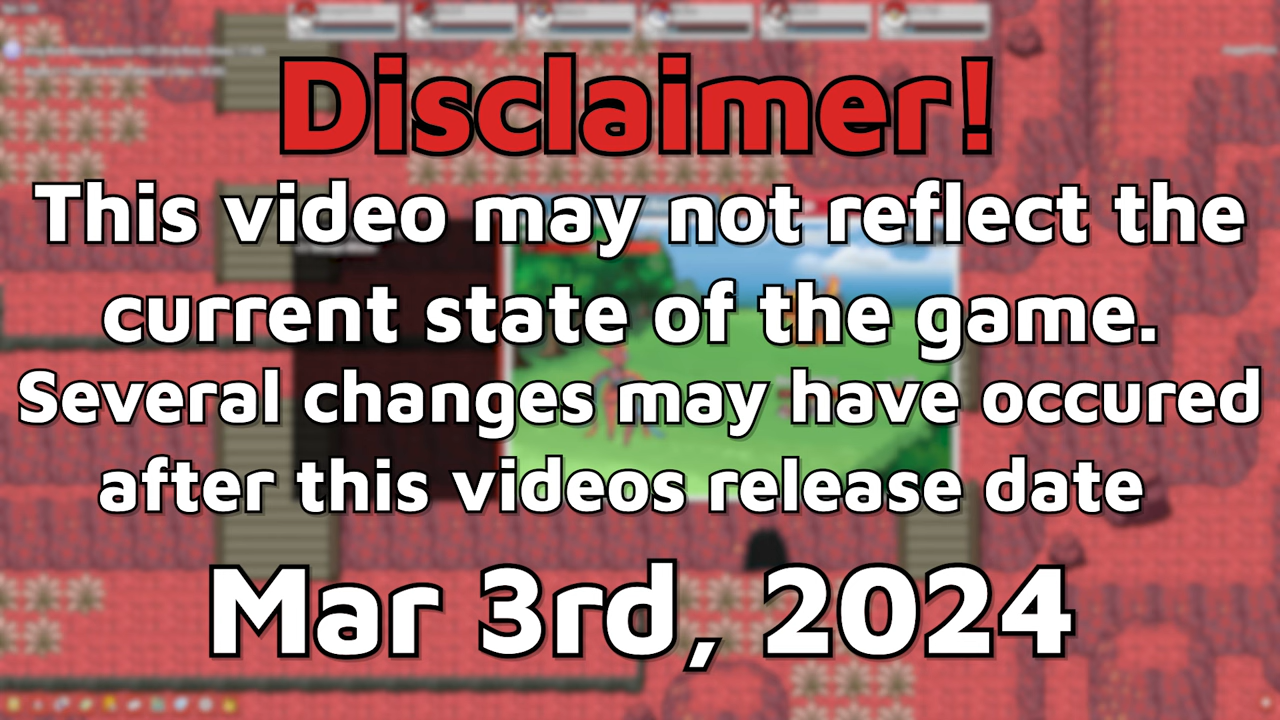 Disclaimer!
This video may not reflect the
current state of the game.
Several changes may have occured
after this videos release date
Mar 3rd, 2024